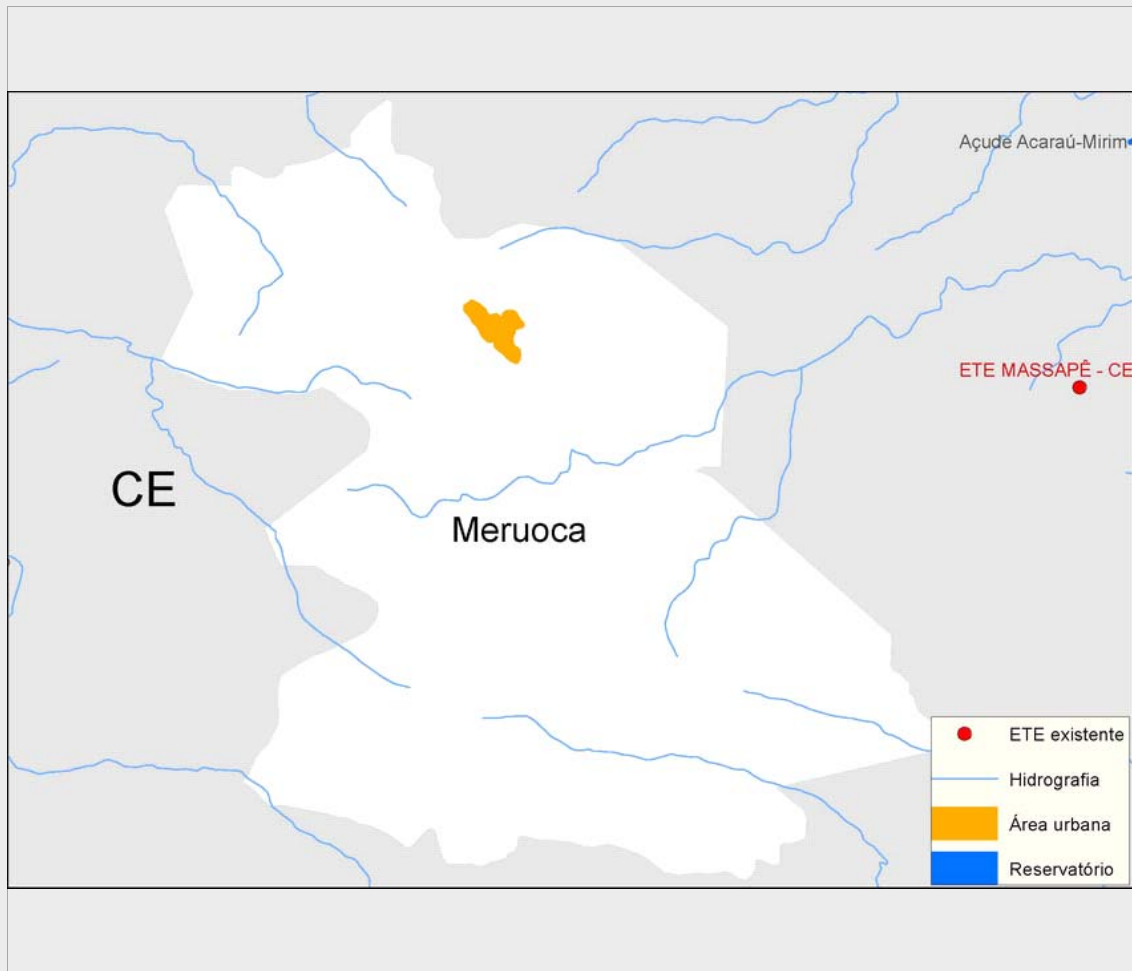 Açude Acaraú-Mirim
ETE MASSAPÊ - CE
CE
Meruoca
ETE existente
Hidrografia
Área urbana
Reservatório